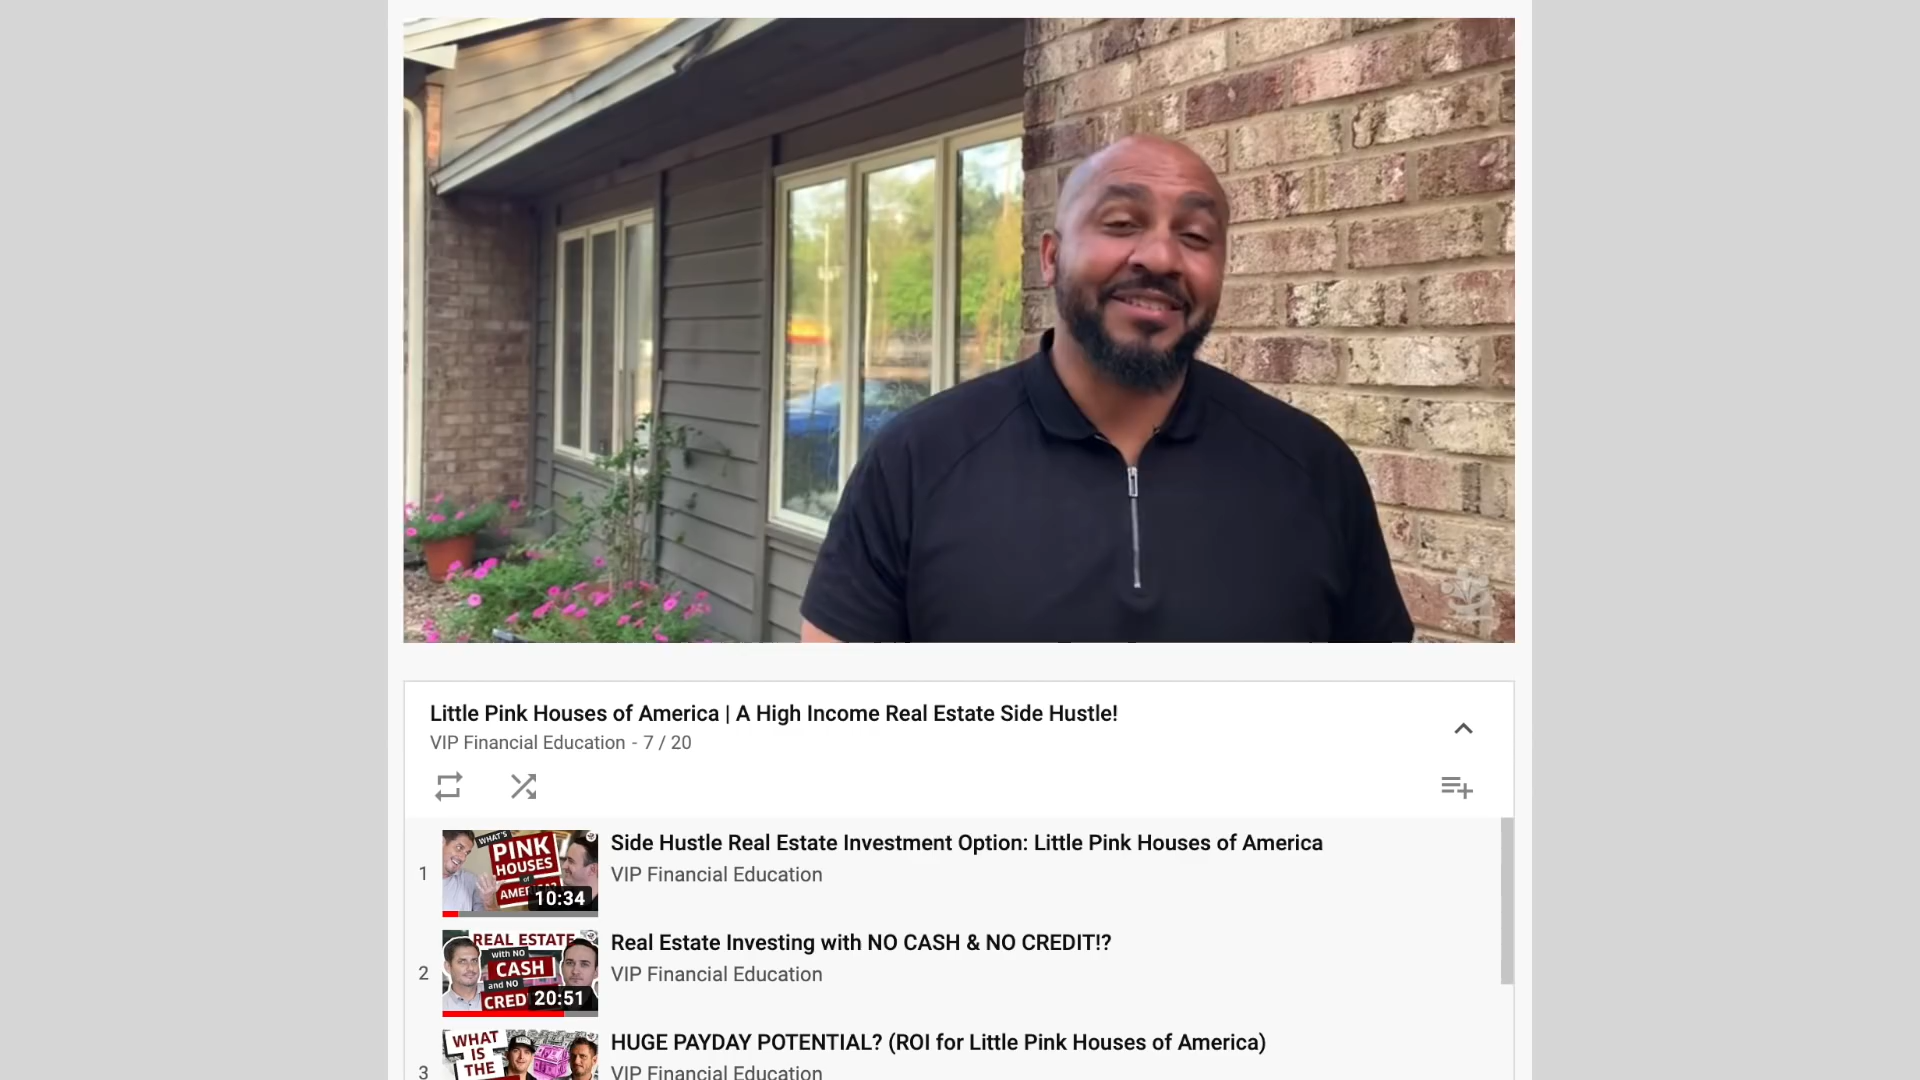 Little Pink Houses of America | A High Income Real Estate Side Hustle!
VIP Financial Education - 7 / 20
1
WHAT'S
PINK
HOUSES
of
10:34
Side Hustle Real Estate Investment Option: Little Pink Houses of America
VIP Financial Education
2
REAL ESTATE
with NO
CASH
and NO
20:51
Real Estate Investing with NO CASH & NO CREDIT!?
VIP Financial Education
3
WHAT
IS
THE
HUGE PAYDAY POTENTIAL? (ROI for Little Pink Houses of America)
VIP Financial Education